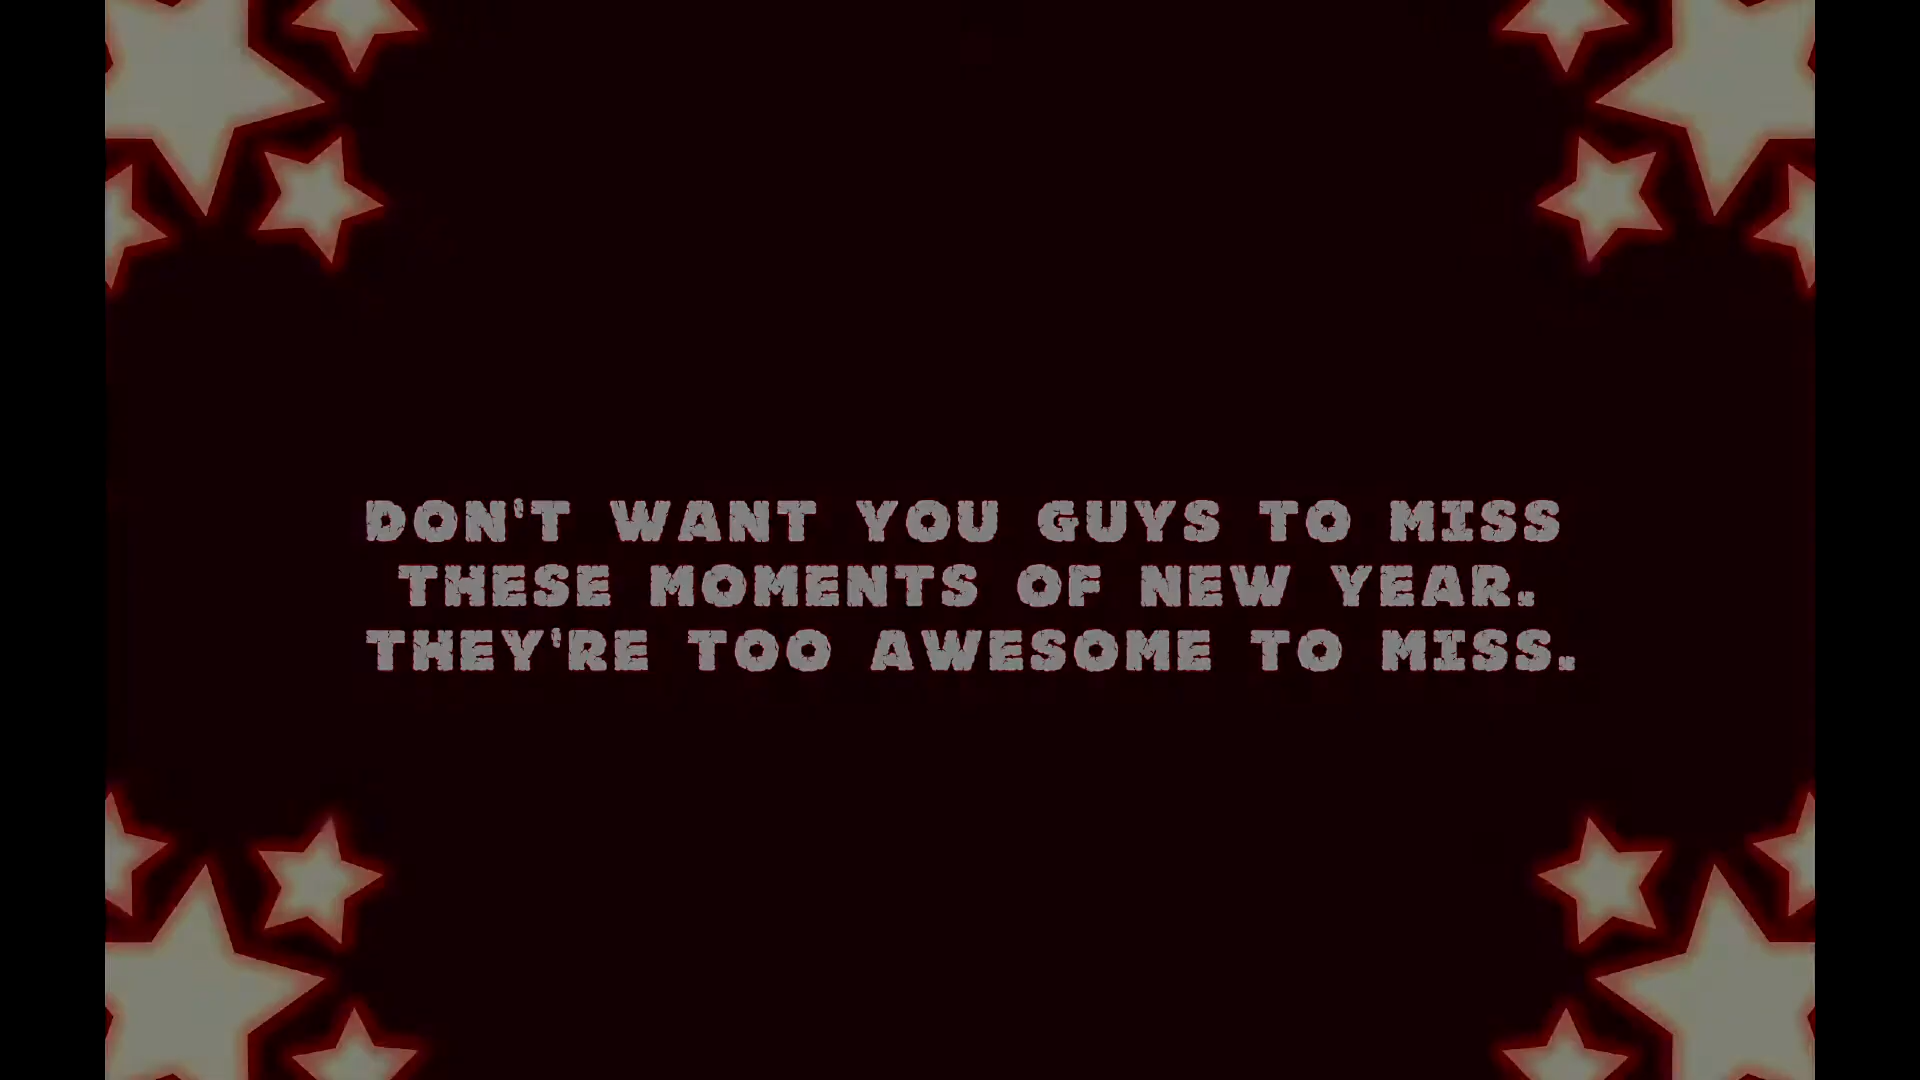 DON'T WANT YOU GUYS TO MISS
THESE MOMENTS OF NEW YEAR.
THEY'RE TOO AWESOME TO MISS.